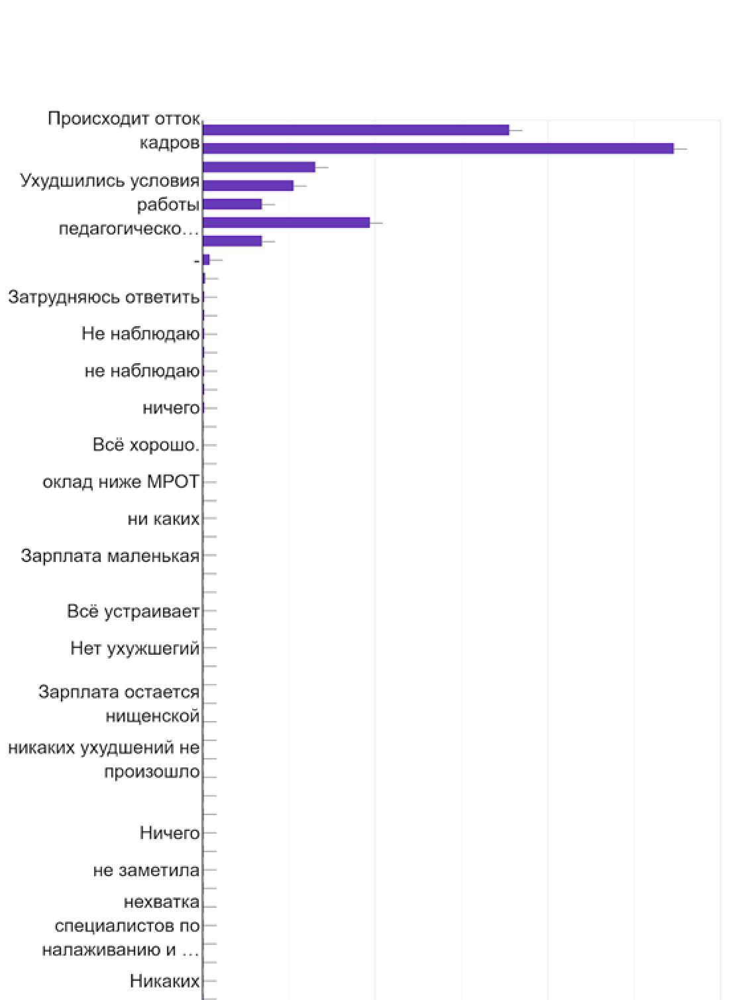 Происходит отток
кадров
Ухудшились условия
работы
педагогическо…
-
Затрудняюсь ответить
Не наблюдаю
не наблюдаю
ничего
Всё хорошо.
оклад ниже МРОТ
ни каких
Зарплата маленькая
Всё устраивает
Нет ухужшегий
Зарплата остается
нищенской
никаких ухудшений не
произошло
Ничего
не заметила
нехватка
специалистов по
налаживанию и …
Никаких